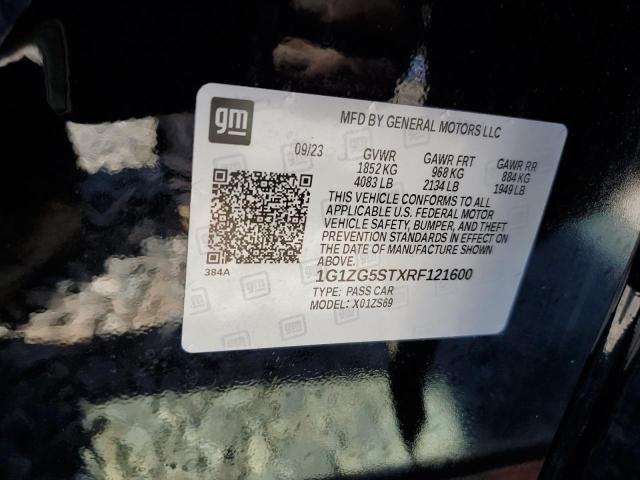 gm
MFD BY GENERAL MOTORS LLC
09/23 GVWR GAWR FRT GAWR RR
1852 KG 968 KG 884 KG
4083 LB 2134 LB 1949 LB
THIS VEHICLE CONFORMS TO ALL
APPLICABLE U.S. FEDERAL MOTOR
VEHICLE SAFETY, BUMPER, AND THEFT
PREVENTION STANDARDS IN EFFECT ON
THE DATE OF MANUFACTURE SHOWN
ABOVE.
384A
1G1ZG5STXRF121600
TYPE: PASS CAR
MODEL: X01ZS69